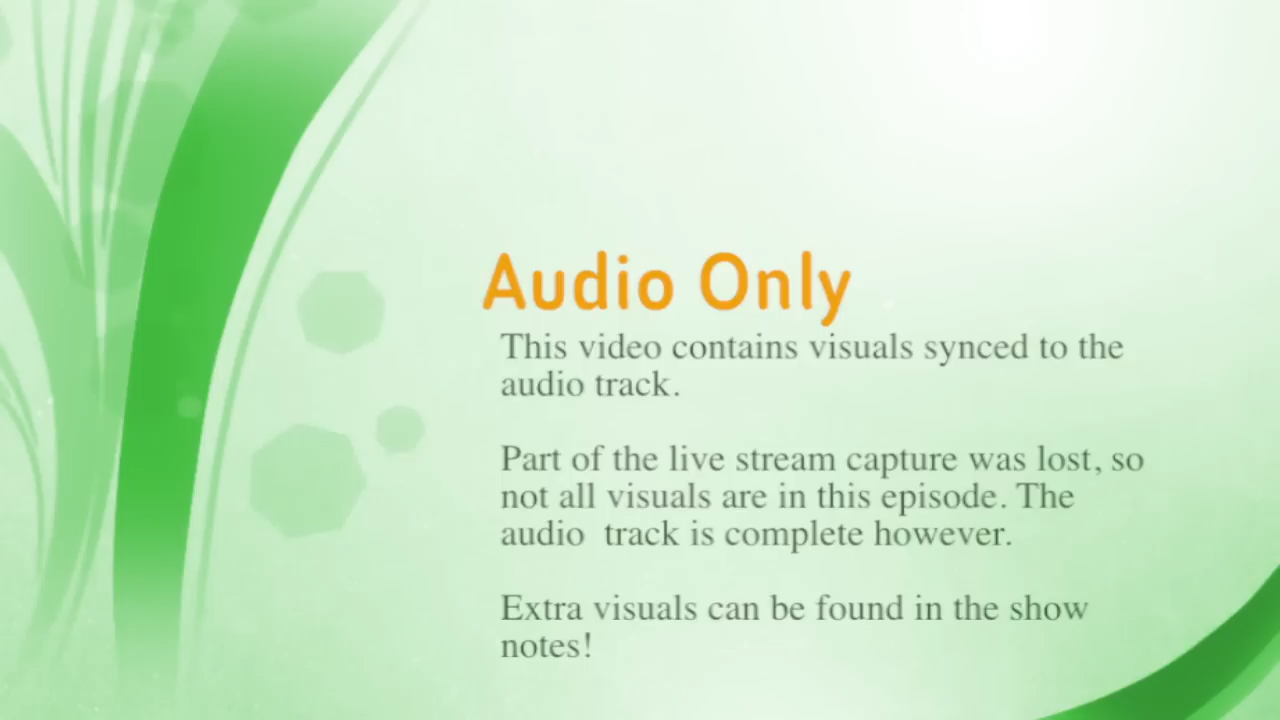 Audio Only
This video contains visuals synced to the
audio track.
Part of the live stream capture was lost, so
not all visuals are in this episode. The
audio  track is complete however.
Extra visuals can be found in the show
notes!